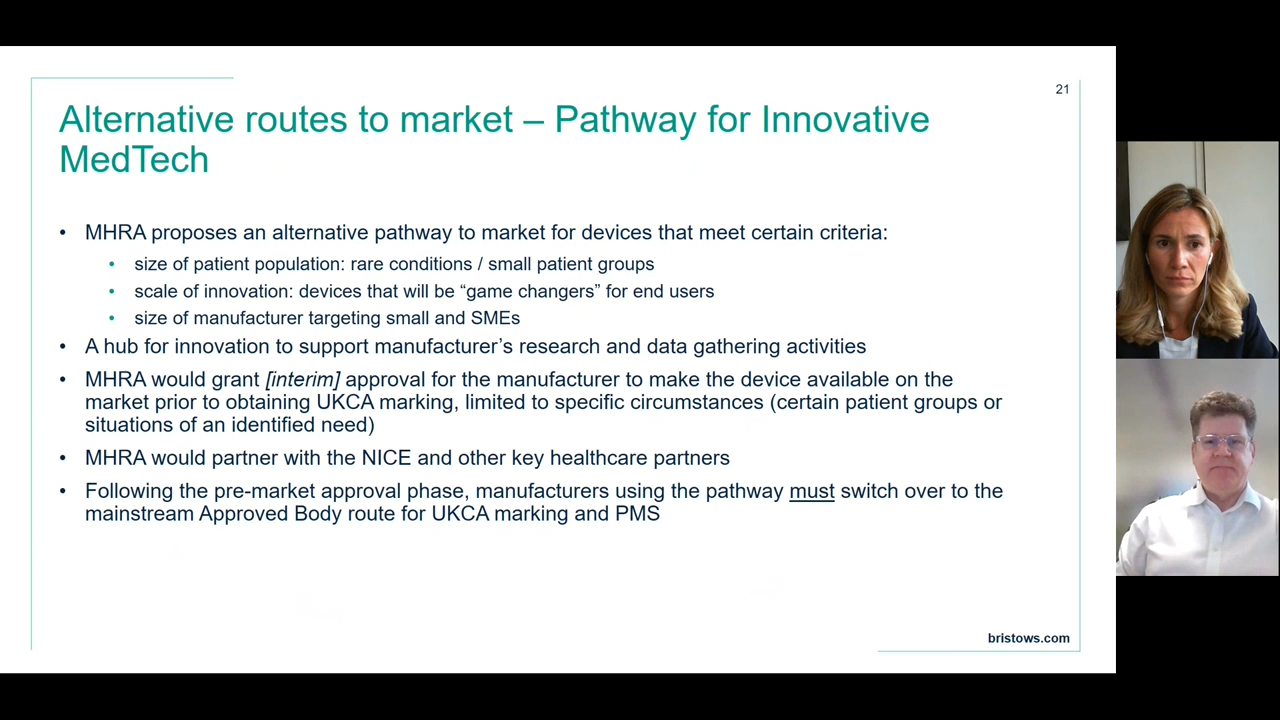 21
Alternative routes to market – Pathway for Innovative
MedTech
• MHRA proposes an alternative pathway to market for devices that meet certain criteria:
• size of patient population: rare conditions / small patient groups
• scale of innovation: devices that will be “game changers” for end users
• size of manufacturer targeting small and SMEs
• A hub for innovation to support manufacturer’s research and data gathering activities
• MHRA would grant [interim] approval for the manufacturer to make the device available on the
market prior to obtaining UKCA marking, limited to specific circumstances (certain patient groups or
situations of an identified need)
• MHRA would partner with the NICE and other key healthcare partners
• Following the pre-market approval phase, manufacturers using the pathway must switch over to the
mainstream Approved Body route for UKCA marking and PMS
bristows.com